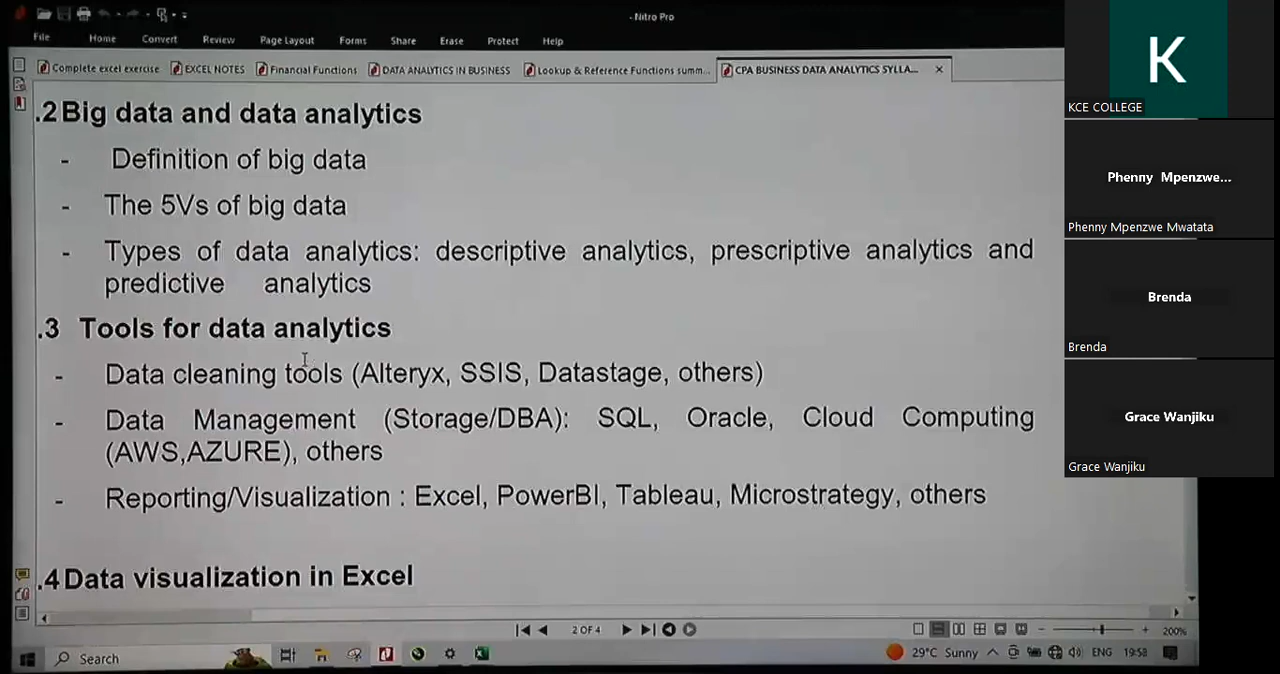 - Nitro Pro
File Home Convert Review Page Layout Forms Share Erase Protect Help
Complete excel exercise EXCEL NOTES Financial Functions DATA ANALYTICS IN BUSINESS Lookup & Reference Functions summ... CPA BUSINESS DATA ANALYTICS SYLLA... ×
.2 Big data and data analytics
- Definition of big data
- The 5Vs of big data
- Types of data analytics: descriptive analytics, prescriptive analytics and
predictive analytics
.3 Tools for data analytics
- Data cleaning tools (Alteryx, SSIS, Datastage, others)
- Data Management (Storage/DBA): SQL, Oracle, Cloud Computing
(AWS,AZURE), others
- Reporting/Visualization : Excel, PowerBI, Tableau, Microstrategy, others
.4 Data visualization in Excel
2 OF 4
200%
Search
29°C Sunny ENG 19:58
K
KCE COLLEGE
Phenny Mpenzwe...
Phenny Mpenzwe Mwatata
Brenda
Brenda
Grace Wanjiku
Grace Wanjiku